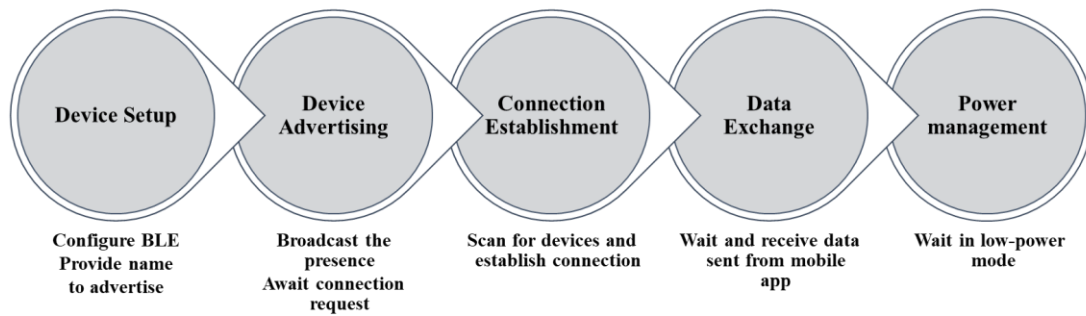 Device Setup
Device
Advertising
Connection
Establishment
Data
Exchange
Power
management
Configure BLE
Provide name
to advertise
Broadcast the
presence
Await connection
request
Scan for devices and
establish connection
Wait and receive data
sent from mobile
app
Wait in low-power
mode